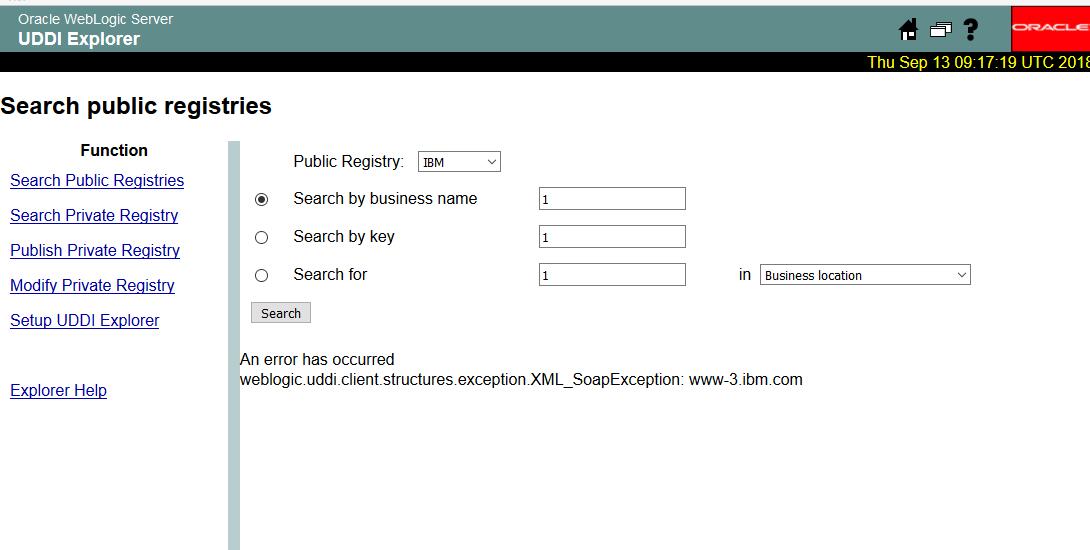 Oracle WebLogic Server
UDDI Explorer
ORACLE
Thu Sep 13 09:17:19 UTC 2018
Search public registries
Function
Search Public Registries
Search Private Registry
Publish Private Registry
Modify Private Registry
Setup UDDI Explorer
Explorer Help
Public Registry: IBM
Search by business name 1
Search by key 1
Search for 1 in Business location
Search
An error has occurred
weblogic.uddi.client.structures.exception.XML_SoapException: www-3.ibm.com